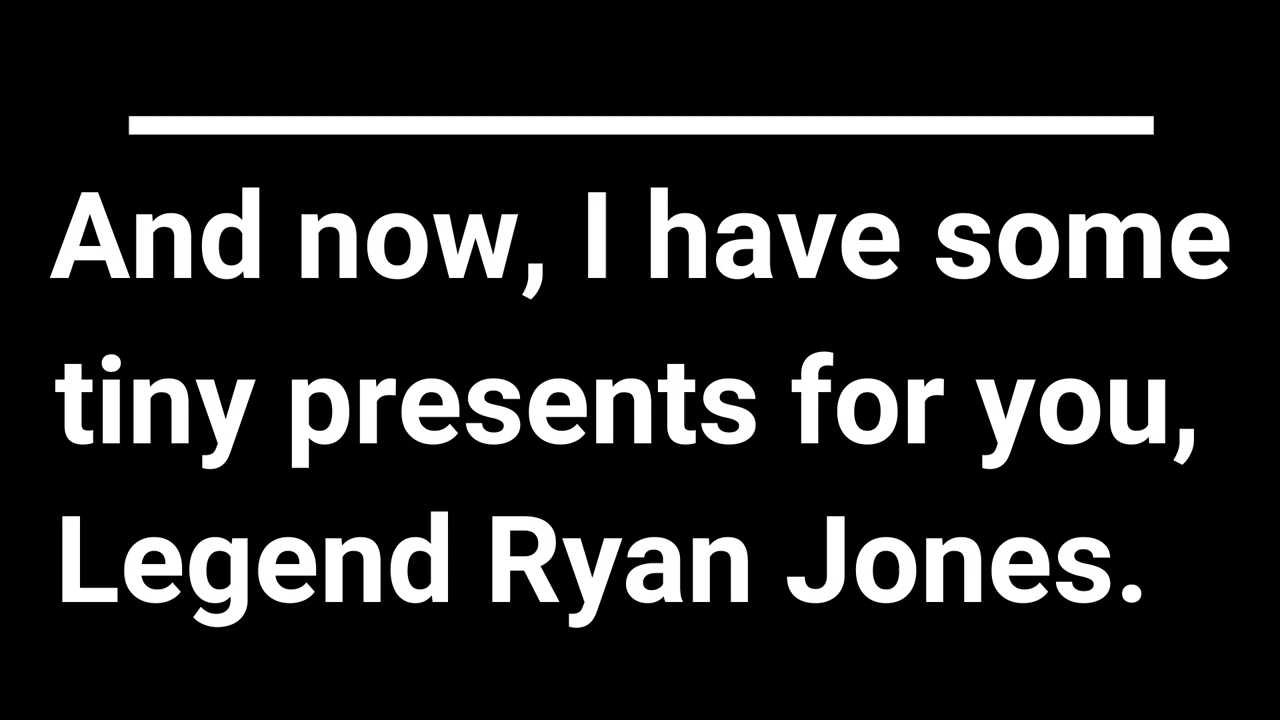 And now, I have some
tiny presents for you,
Legend Ryan Jones.